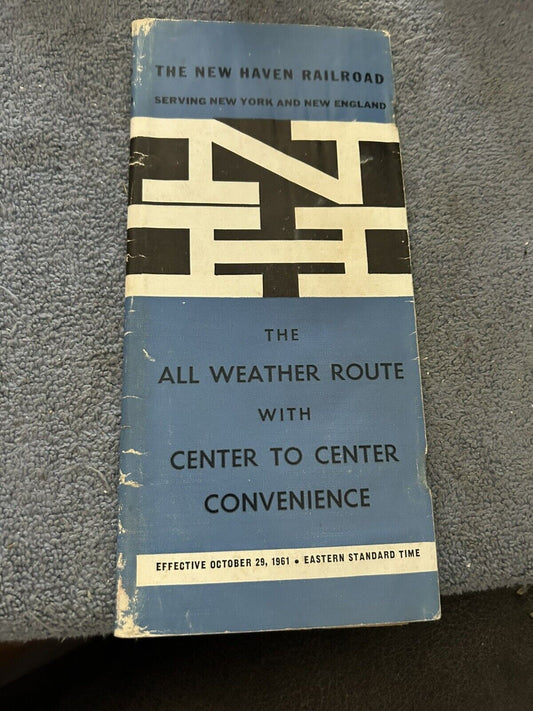 THE NEW HAVEN RAILROAD
SERVING NEW YORK AND NEW ENGLAND
N
H
THE
ALL WEATHER ROUTE
WITH
CENTER TO CENTER
CONVENIENCE
EFFECTIVE OCTOBER 29, 1961 • EASTERN STANDARD TIME